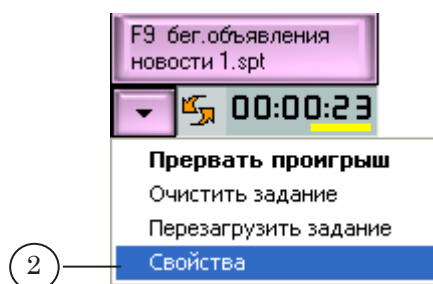 F9 бег.объявления
новости 1.spt
00:00:23
Прервать проигрыш
Очистить задание
Перезагрузить задание
2
Свойства